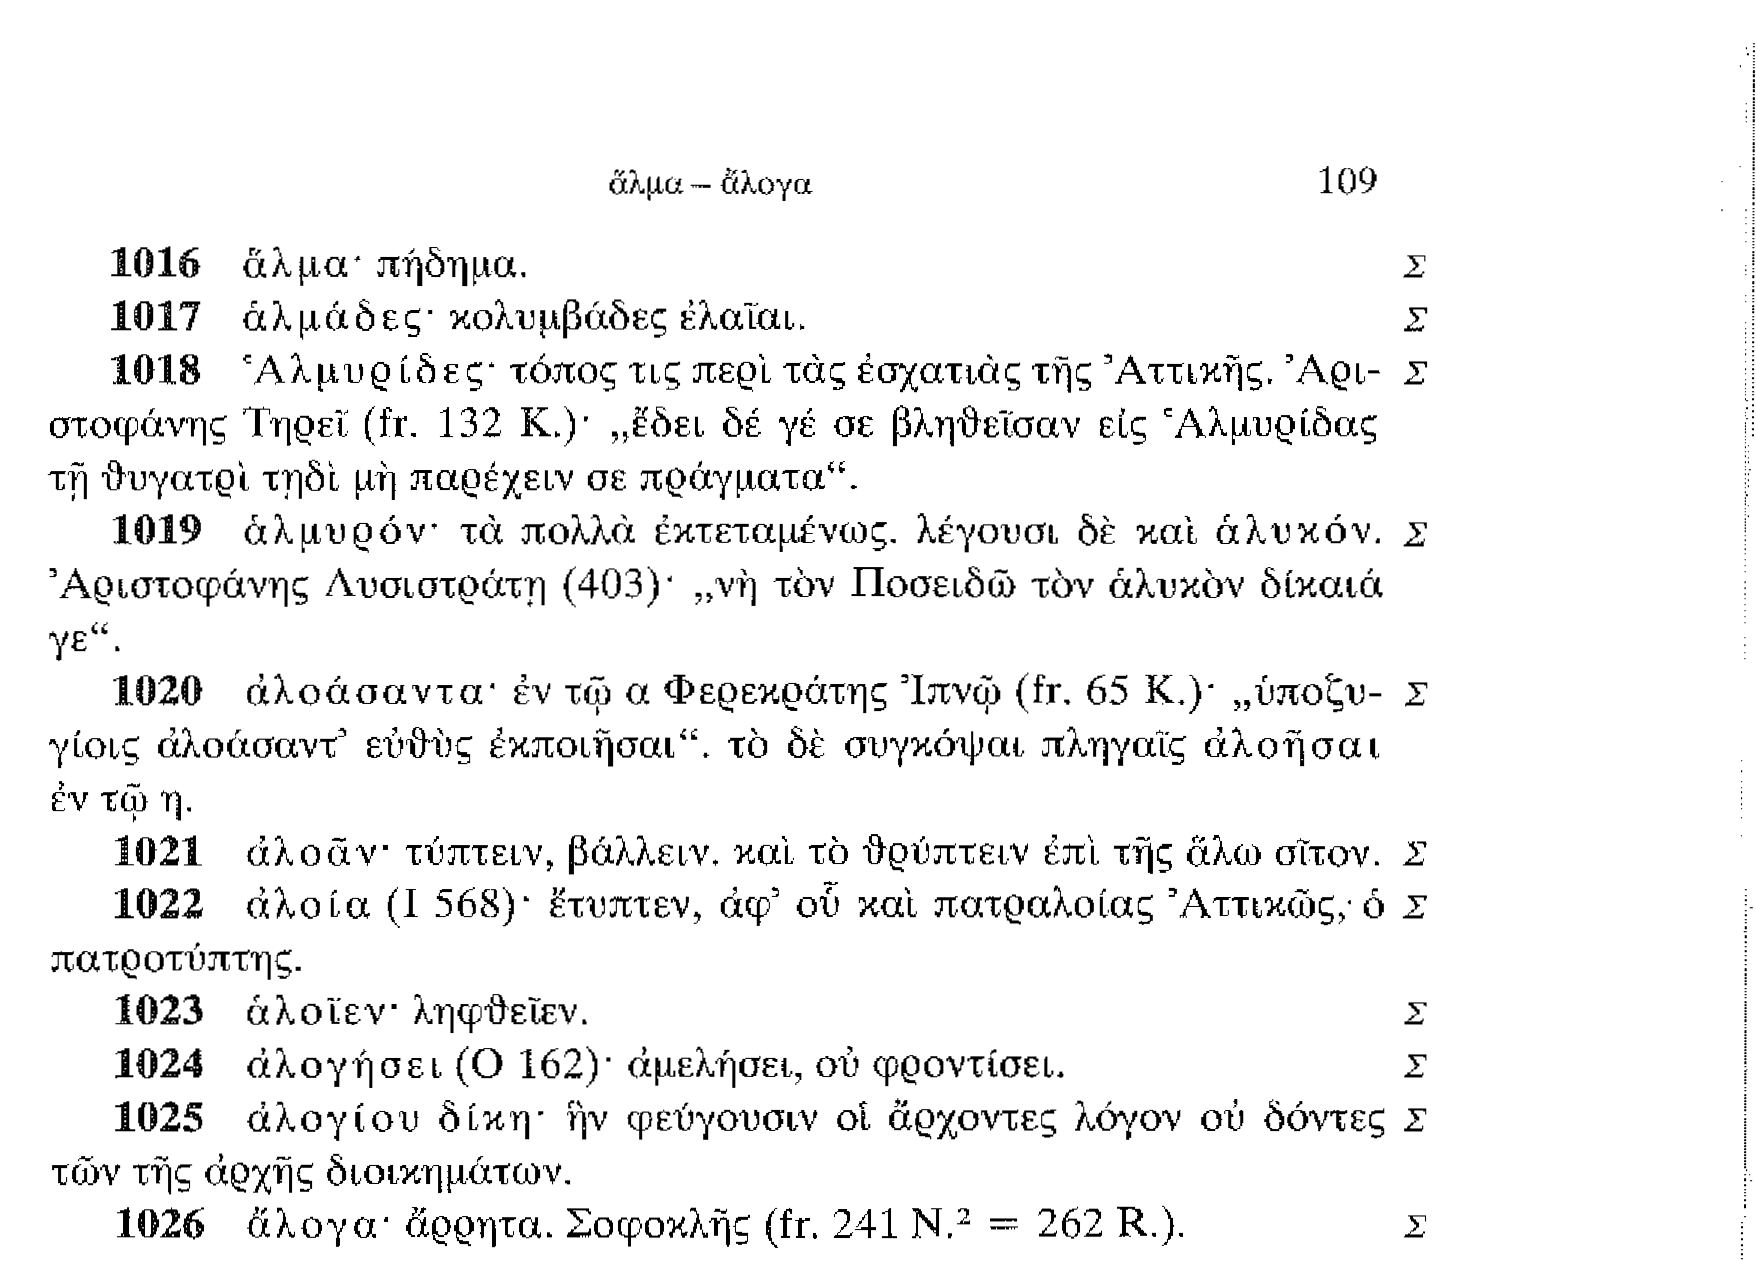 ἅλμα – ἄλογα 109
1016 ἅλμα· πήδημα. Σ
1017 ἁλμάδες· κολυμβάδες ἐλαῖαι. Σ
1018 Ἁλμυρίδες· τόπος τις περὶ τὰς ἐσχατιὰς τῆς Ἀττικῆς. Ἀρι- Σ
στοφάνης Τηρεῖ (fr. 132 K.)· „ἔδει δέ γέ σε βληθεῖσαν εἰς Ἁλμυρίδας
τῇ θυγατρὶ τηδὶ μὴ παρέχειν σε πράγματα“.
1019 ἁλμυρόν· τὰ πολλὰ ἐκτεταμένως. λέγουσι δὲ καὶ ἁλυκόν. Σ
Ἀριστοφάνης Λυσιστράτῃ (403)· „νὴ τὸν Ποσειδῶ τὸν ἁλυκὸν δίκαιά
γε“.
1020 ἀλοάσαντα· ἐν τῷ α Φερεκράτης Ἰπνῷ (fr. 65 K.)· „ὑποζυ- Σ
γίοις ἀλοάσαντ’ εὐθὺς ἐκποιῆσαι“. τὸ δὲ συγκόψαι πληγαῖς ἀλοῆσαι
ἐν τῷ η.
1021 ἀλοᾶν· τύπτειν, βάλλειν. καὶ τὸ θρύπτειν ἐπὶ τῆς ἅλω σῖτον. Σ
1022 ἀλοία (I 568)· ἔτυπτεν, ἀφ’ οὗ καὶ πατραλοίας Ἀττικῶς, ὁ Σ
πατροτύπτης.
1023 ἁλοῖεν· ληφθεῖεν. Σ
1024 ἀλογήσει (O 162)· ἀμελήσει, οὐ φροντίσει. Σ
1025 ἀλογίου δίκη· ἣν φεύγουσιν οἱ ἄρχοντες λόγον οὐ δόντες Σ
τῶν τῆς ἀρχῆς διοικημάτων.
1026 ἄλογα· ἄρρητα. Σοφοκλῆς (fr. 241 N.² = 262 R.). Σ